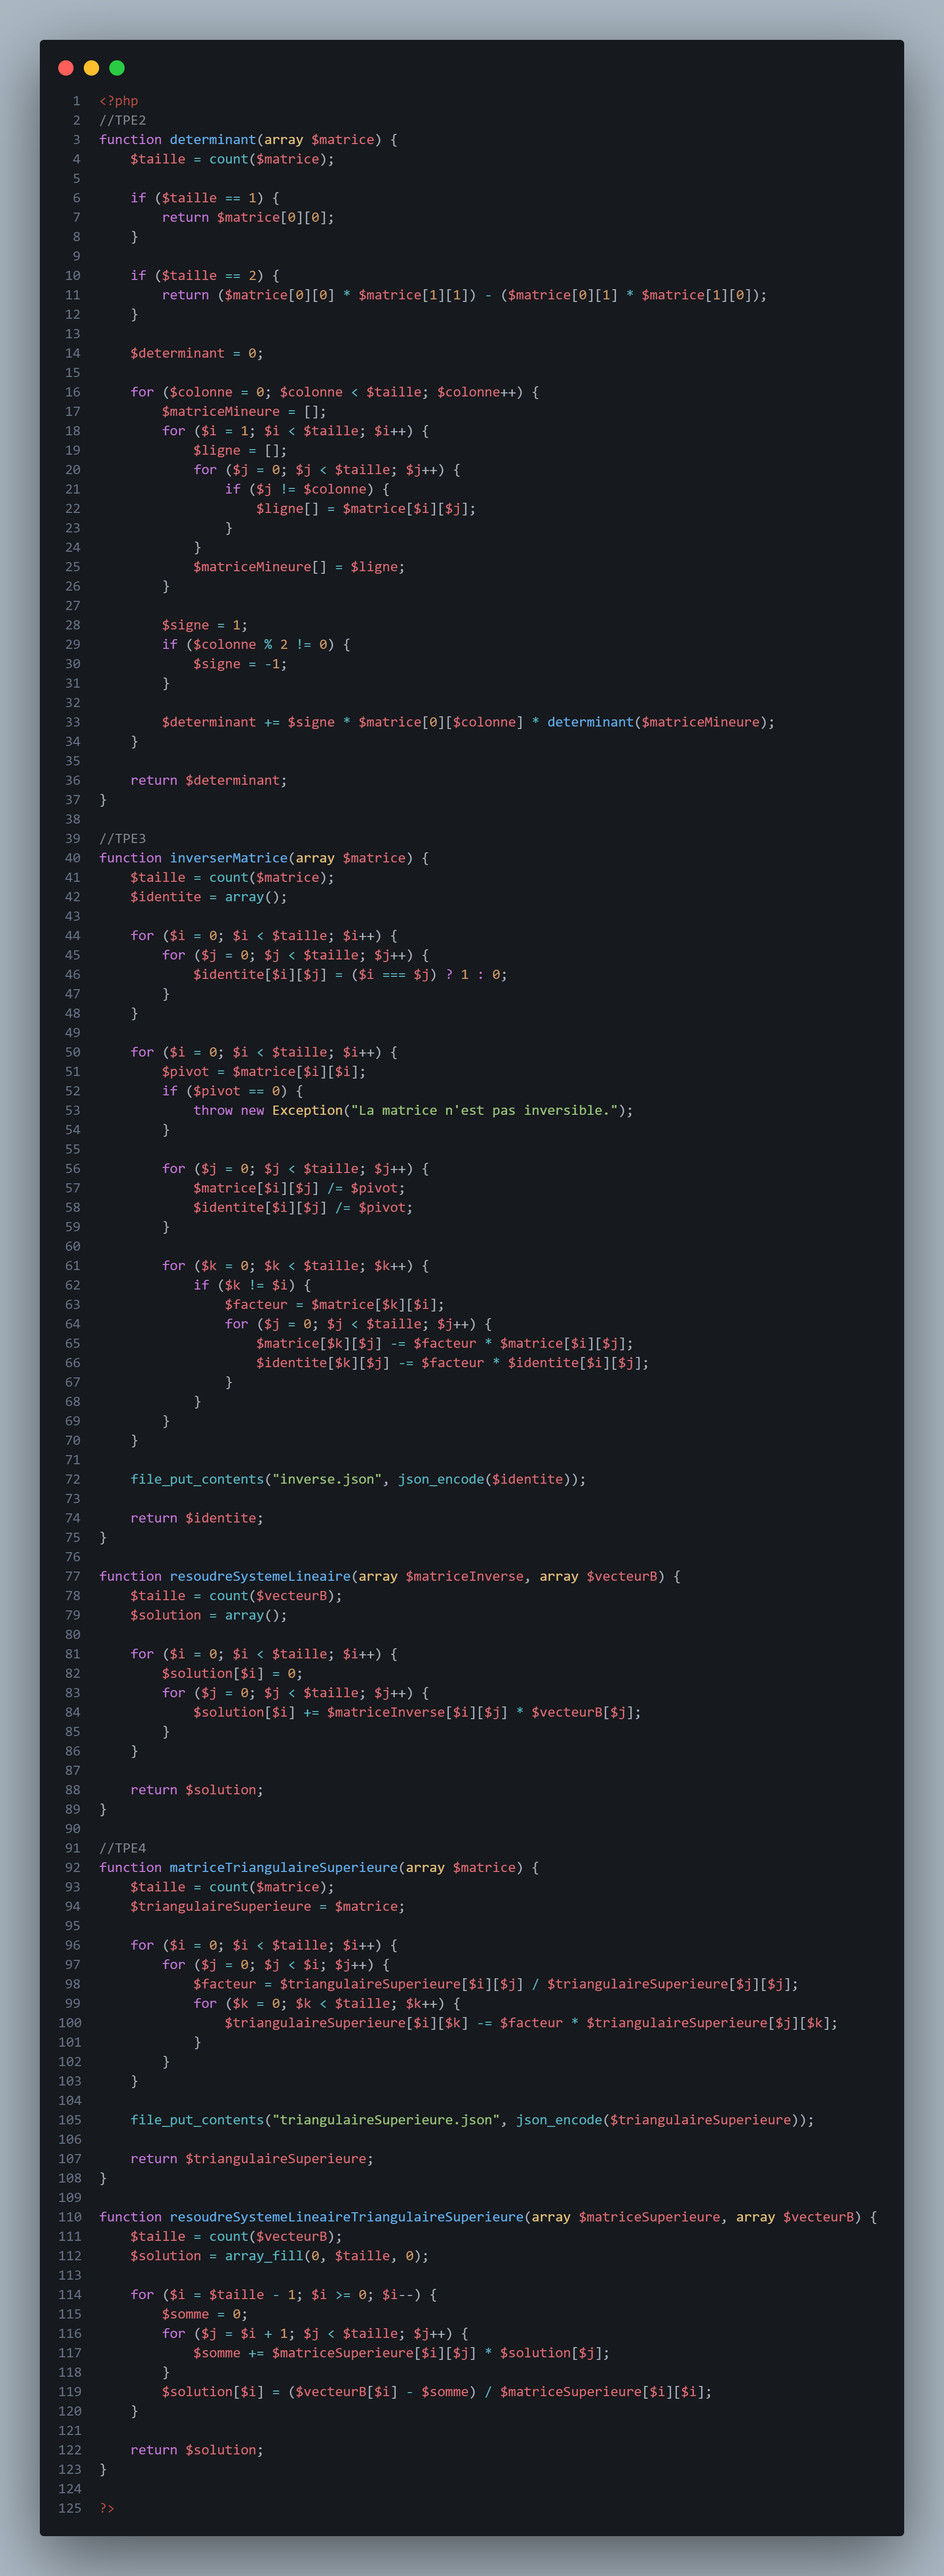 1 <?php
2 //TPE2
3 function determinant(array $matrice) {
4     $taille = count($matrice);
5
6     if ($taille == 1) {
7         return $matrice[0][0];
8     }
9
10     if ($taille == 2) {
11         return ($matrice[0][0] * $matrice[1][1]) - ($matrice[0][1] * $matrice[1][0]);
12     }
13
14     $determinant = 0;
15
16     for ($colonne = 0; $colonne < $taille; $colonne++) {
17         $matriceMineure = [];
18         for ($i = 1; $i < $taille; $i++) {
19             $ligne = [];
20             for ($j = 0; $j < $taille; $j++) {
21                 if ($j != $colonne) {
22                     $ligne[] = $matrice[$i][$j];
23                 }
24             }
25             $matriceMineure[] = $ligne;
26         }
27
28         $signe = 1;
29         if ($colonne % 2 != 0) {
30             $signe = -1;
31         }
32
33         $determinant += $signe * $matrice[0][$colonne] * determinant($matriceMineure);
34     }
35
36     return $determinant;
37 }
38
39 //TPE3
40 function inverserMatrice(array $matrice) {
41     $taille = count($matrice);
42     $identite = array();
43
44     for ($i = 0; $i < $taille; $i++) {
45         for ($j = 0; $j < $taille; $j++) {
46             $identite[$i][$j] = ($i === $j) ? 1 : 0;
47         }
48     }
49
50     for ($i = 0; $i < $taille; $i++) {
51         $pivot = $matrice[$i][$i];
52         if ($pivot == 0) {
53             throw new Exception("La matrice n'est pas inversible.");
54         }
55
56         for ($j = 0; $j < $taille; $j++) {
57             $matrice[$i][$j] /= $pivot;
58             $identite[$i][$j] /= $pivot;
59         }
60
61         for ($k = 0; $k < $taille; $k++) {
62             if ($k != $i) {
63                 $facteur = $matrice[$k][$i];
64                 for ($j = 0; $j < $taille; $j++) {
65                     $matrice[$k][$j] -= $facteur * $matrice[$i][$j];
66                     $identite[$k][$j] -= $facteur * $identite[$i][$j];
67                 }
68             }
69         }
70     }
71
72     file_put_contents("inverse.json", json_encode($identite));
73
74     return $identite;
75 }
76
77 function resoudreSystemeLineaire(array $matriceInverse, array $vecteurB) {
78     $taille = count($vecteurB);
79     $solution = array();
80
81     for ($i = 0; $i < $taille; $i++) {
82         $solution[$i] = 0;
83         for ($j = 0; $j < $taille; $j++) {
84             $solution[$i] += $matriceInverse[$i][$j] * $vecteurB[$j];
85         }
86     }
87
88     return $solution;
89 }
90
91 //TPE4
92 function matriceTriangulaireSuperieure(array $matrice) {
93     $taille = count($matrice);
94     $triangulaireSuperieure = $matrice;
95
96     for ($i = 0; $i < $taille; $i++) {
97         for ($j = 0; $j < $i; $j++) {
98             $facteur = $triangulaireSuperieure[$i][$j] / $triangulaireSuperieure[$j][$j];
99             for ($k = 0; $k < $taille; $k++) {
100                 $triangulaireSuperieure[$i][$k] -= $facteur * $triangulaireSuperieure[$j][$k];
101             }
102         }
103     }
104
105     file_put_contents("triangulaireSuperieure.json", json_encode($triangulaireSuperieure));
106
107     return $triangulaireSuperieure;
108 }
109
110 function resoudreSystemeLineaireTriangulaireSuperieure(array $matriceSuperieure, array $vecteurB) {
111     $taille = count($vecteurB);
112     $solution = array_fill(0, $taille, 0);
113
114     for ($i = $taille - 1; $i >= 0; $i--) {
115         $somme = 0;
116         for ($j = $i + 1; $j < $taille; $j++) {
117             $somme += $matriceSuperieure[$i][$j] * $solution[$j];
118         }
119         $solution[$i] = ($vecteurB[$i] - $somme) / $matriceSuperieure[$i][$i];
120     }
121
122     return $solution;
123 }
124
125 ?>